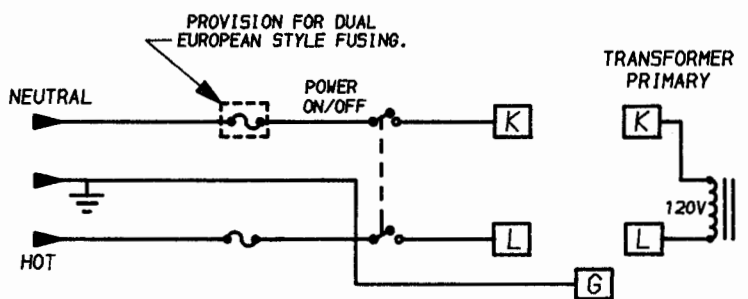 PROVISION FOR DUAL
EUROPEAN STYLE FUSING.
TRANSFORMER
PRIMARY
NEUTRAL
POWER
ON/OFF
K
K
120V
L
L
HOT
G